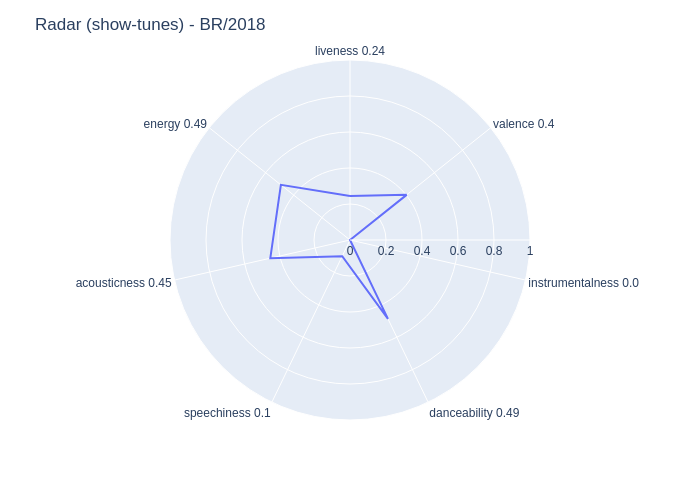 Radar (show-tunes) - BR/2018
liveness 0.24
energy 0.49
valence 0.4
0 0.2 0.4 0.6 0.8 1
acousticness 0.45
instrumentalness 0.0
speechiness 0.1
danceability 0.49